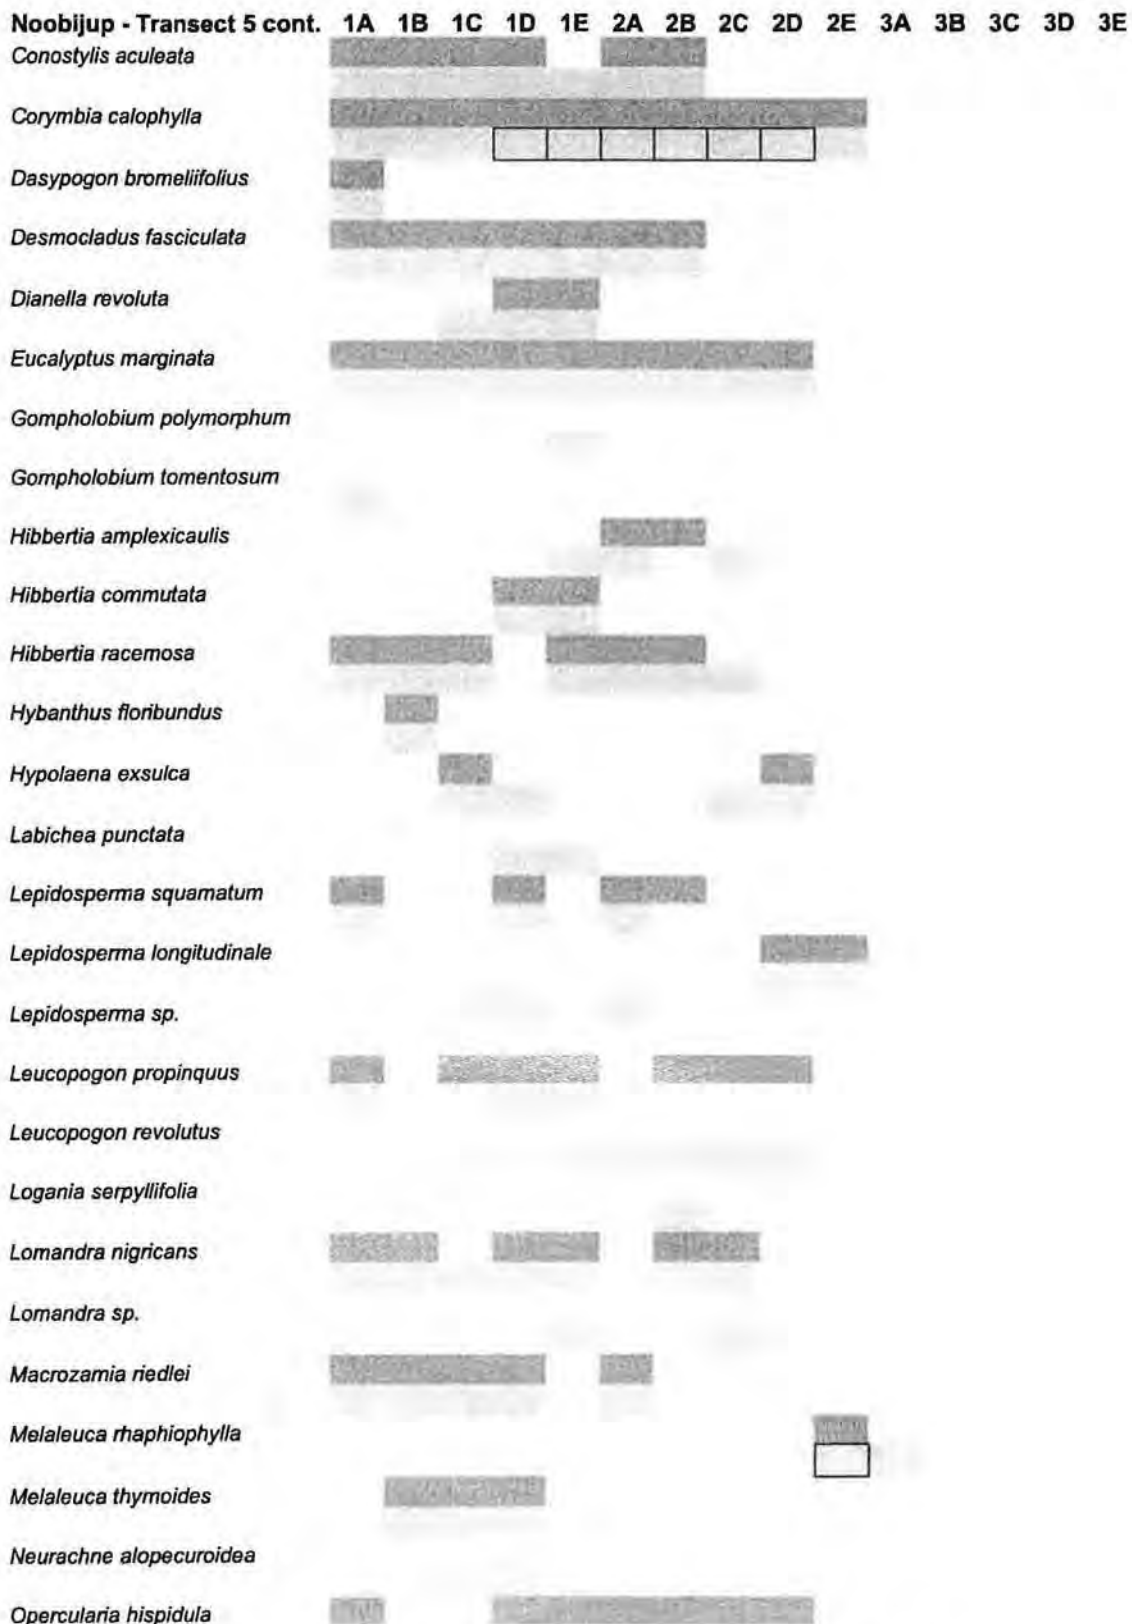 Noobijup - Transect 5 cont. 1A 1B 1C 1D 1E 2A 2B 2C 2D 2E 3A 3B 3C 3D 3E
Conostylis aculeata
Corymbia calophylla
Dasypogon bromeliifolius
Desmocladus fasciculata
Dianella revoluta
Eucalyptus marginata
Gompholobium polymorphum
Gompholobium tomentosum
Hibbertia amplexicaulis
Hibbertia commutata
Hibbertia racemosa
Hybanthus floribundus
Hypolaena exsulca
Labichea punctata
Lepidosperma squamatum
Lepidosperma longitudinale
Lepidosperma sp.
Leucopogon propinquus
Leucopogon revolutus
Logania serpyllifolia
Lomandra nigricans
Lomandra sp.
Macrozamia riedlei
Melaleuca rhaphiophylla
Melaleuca thymoides
Neurachne alopecuroidea
Opercularia hispidula